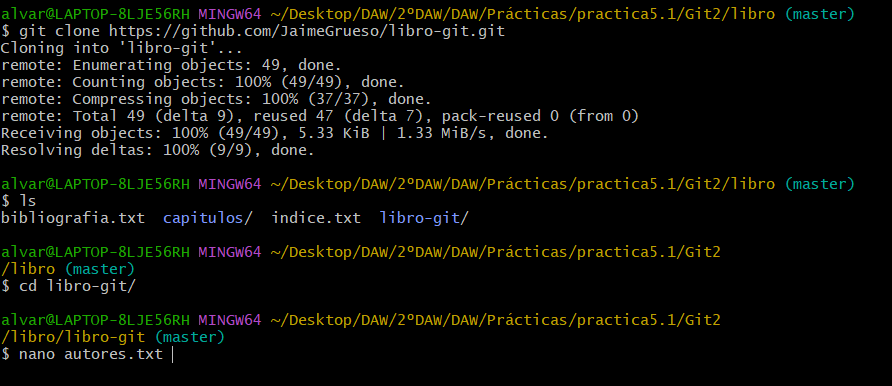 alvar@LAPTOP-8LJE56RH MINGW64 ~/Desktop/DAW/2ºDAW/DAW/Prácticas/practica5.1/Git2/libro (master)
$ git clone https://github.com/JaimeGrueso/libro-git.git
Cloning into 'libro-git'...
remote: Enumerating objects: 49, done.
remote: Counting objects: 100% (49/49), done.
remote: Compressing objects: 100% (37/37), done.
remote: Total 49 (delta 9), reused 47 (delta 7), pack-reused 0 (from 0)
Receiving objects: 100% (49/49), 5.33 KiB | 1.33 MiB/s, done.
Resolving deltas: 100% (9/9), done.
alvar@LAPTOP-8LJE56RH MINGW64 ~/Desktop/DAW/2ºDAW/DAW/Prácticas/practica5.1/Git2/libro (master)
$ ls
bibliografia.txt  capitulos/  indice.txt  libro-git/
alvar@LAPTOP-8LJE56RH MINGW64 ~/Desktop/DAW/2ºDAW/DAW/Prácticas/practica5.1/Git2
/libro (master)
$ cd libro-git/
alvar@LAPTOP-8LJE56RH MINGW64 ~/Desktop/DAW/2ºDAW/DAW/Prácticas/practica5.1/Git2
/libro/libro-git (master)
$ nano autores.txt